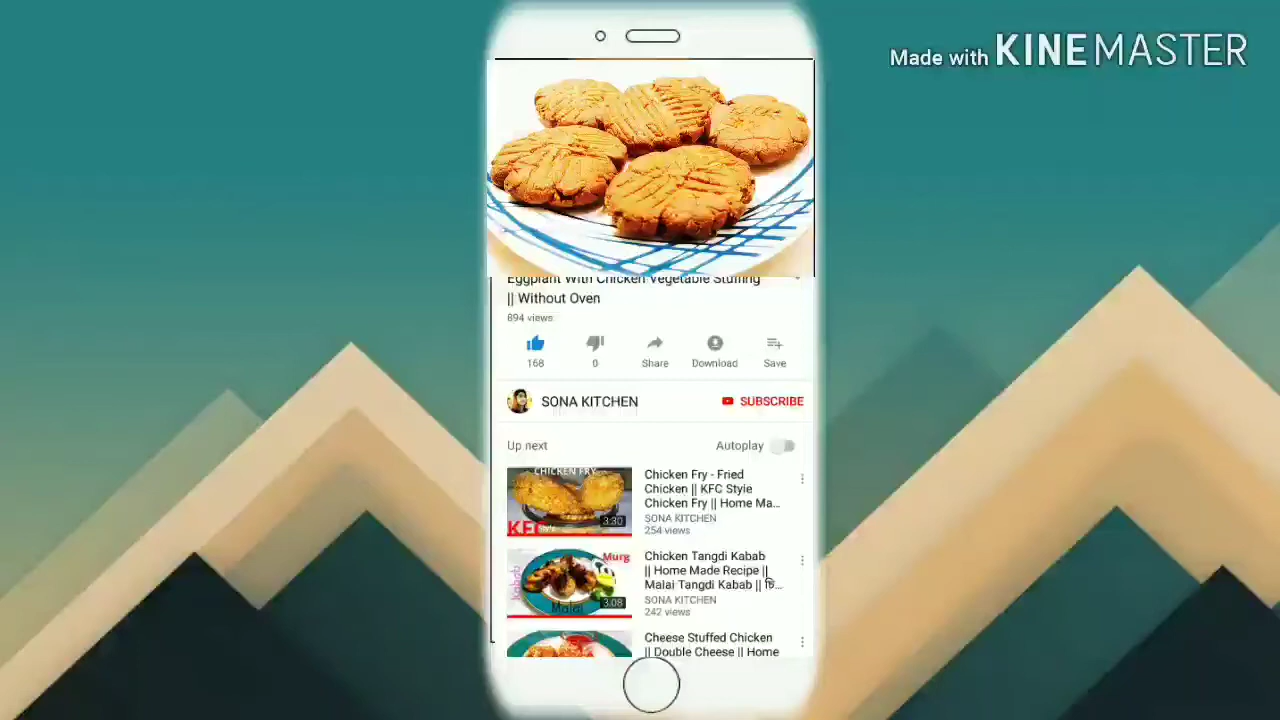 Made with KINEMASTER
Eggplant With Chicken Vegetable Stuffing
|| Without Oven
894 views
168
0
Share
Download
Save
SONA KITCHEN
SUBSCRIBE
Up next
Autoplay
CHICKEN FRY
KFC
Style
3:30
Chicken Fry - Fried
Chicken || KFC Style
Chicken Fry || Home Ma...
SONA KITCHEN
254 views
Murg
kabab
Malai
3:08
Chicken Tangdi Kabab
|| Home Made Recipe ||
Malai Tangdi Kabab || চি...
SONA KITCHEN
242 views
Cheese Stuffed Chicken
|| Double Cheese || Home